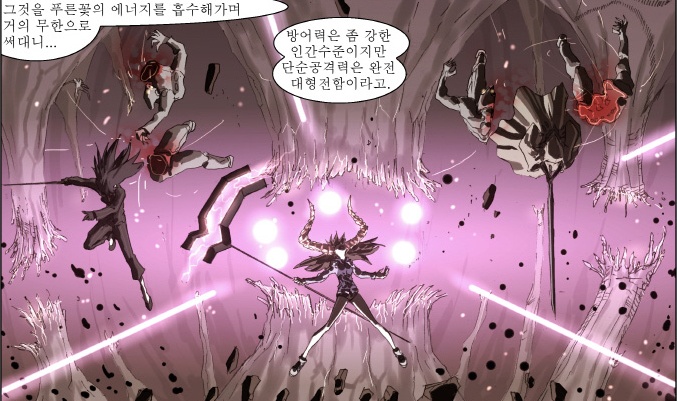 그것을 푸른꽃의 에너지를 흡수해가며
거의 무한으로
써대니...
방어력은 좀 강한
인간수준이지만
단순공격력은 완전
대형전함이라고.